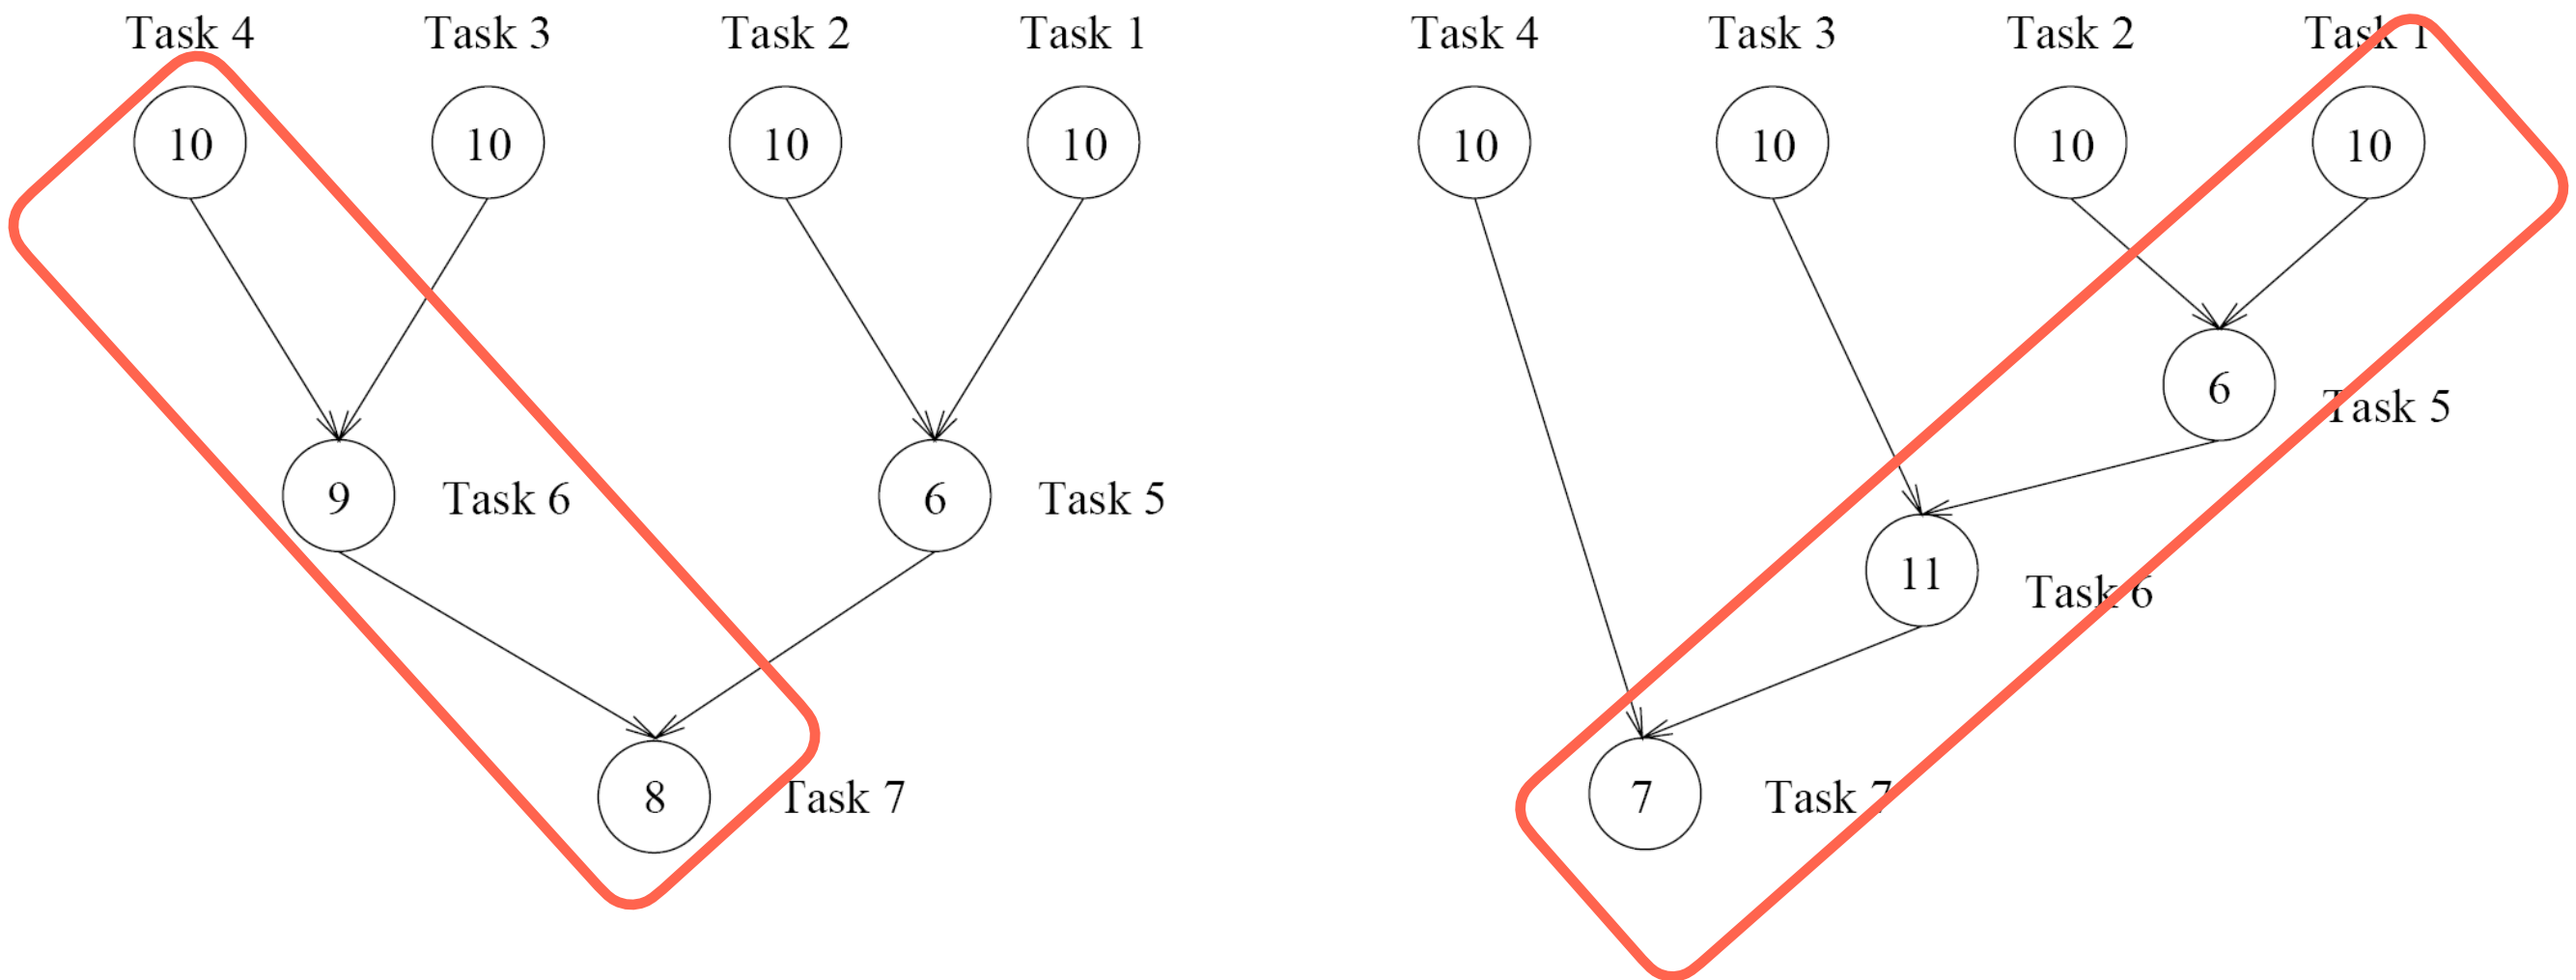 Task 4 Task 3 Task 2 Task 1
10 10 10 10
9 Task 6 6 Task 5
8 Task 7
Task 4 Task 3 Task 2 Task 1
10 10 10 10
6 Task 5
11 Task 6
7 Task 7